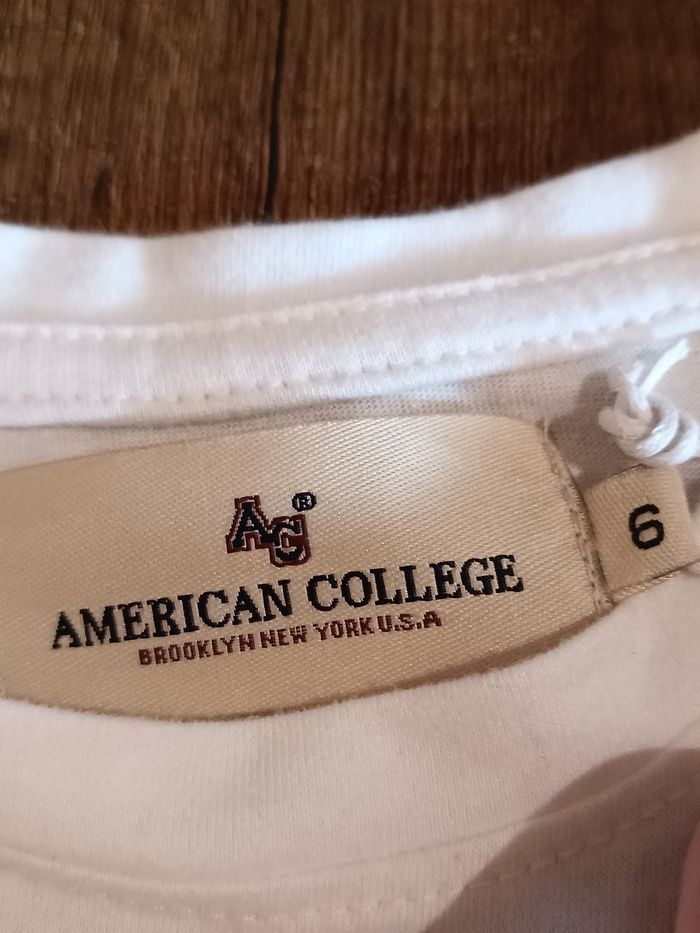 AC®
AMERICAN COLLEGE
BROOKLYN NEW YORK U.S.A
6